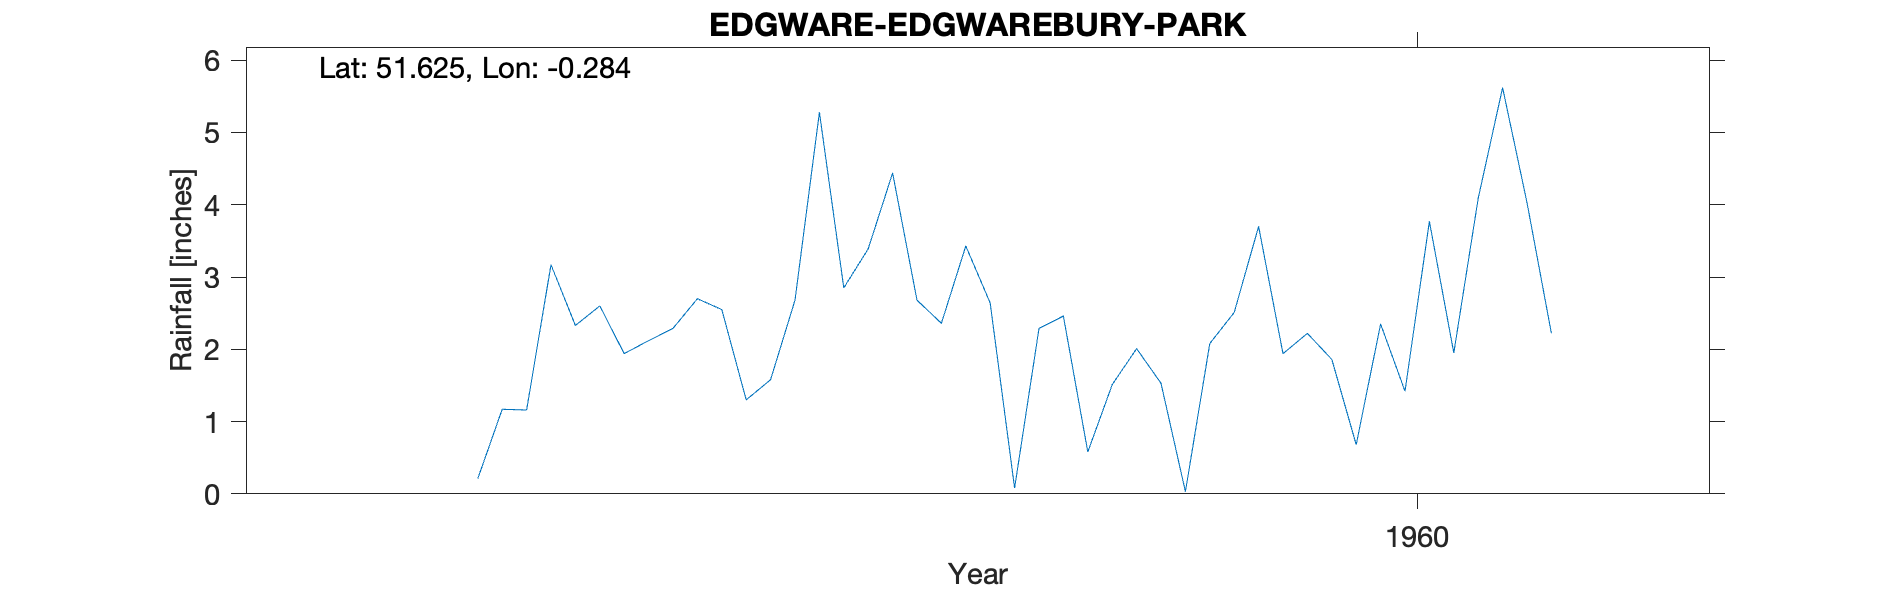 EDGWARE-EDGWAREBURY-PARK
Lat: 51.625, Lon: -0.284
6
5
4
3
2
1
0
Rainfall [inches]
1960
Year